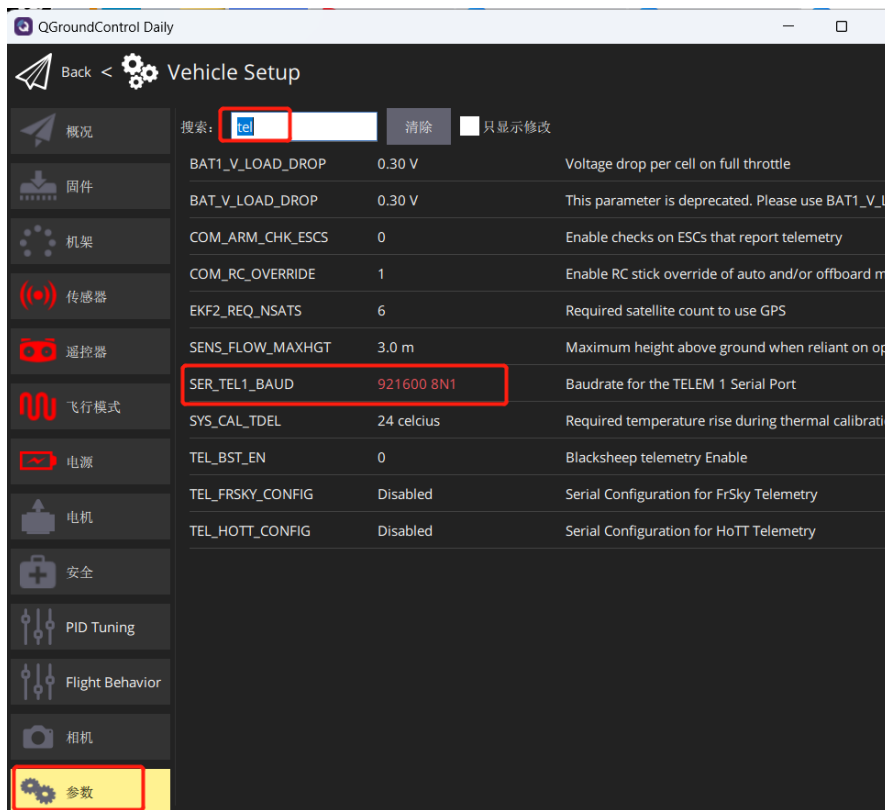 QGroundControl Daily
Back < Vehicle Setup
概况
固件
机架
传感器
遥控器
飞行模式
电源
电机
安全
PID Tuning
Flight Behavior
相机
参数
搜索: tel 清除 只显示修改
BAT1_V_LOAD_DROP 0.30 V Voltage drop per cell on full throttle
BAT_V_LOAD_DROP 0.30 V This parameter is deprecated. Please use BAT1_V_L
COM_ARM_CHK_ESCS 0 Enable checks on ESCs that report telemetry
COM_RC_OVERRIDE 1 Enable RC stick override of auto and/or offboard m
EKF2_REQ_NSATS 6 Required satellite count to use GPS
SENS_FLOW_MAXHGT 3.0 m Maximum height above ground when reliant on op
SER_TEL1_BAUD 921600 8N1 Baudrate for the TELEM 1 Serial Port
SYS_CAL_TDEL 24 celcius Required temperature rise during thermal calibrati
TEL_BST_EN 0 Blacksheep telemetry Enable
TEL_FRSKY_CONFIG Disabled Serial Configuration for FrSky Telemetry
TEL_HOTT_CONFIG Disabled Serial Configuration for HoTT Telemetry